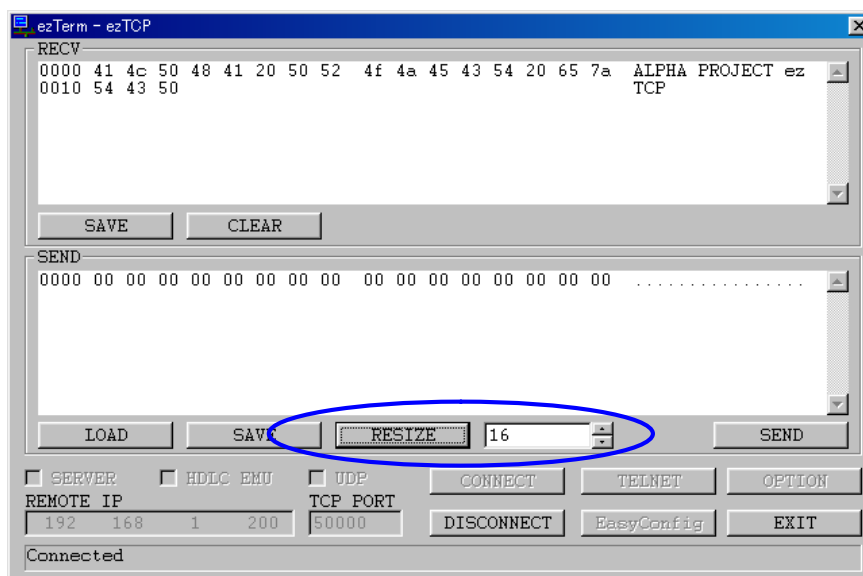 ezTerm - ezTCP
RECV
0000 41 4c 50 48 41 20 50 52 4f 4a 45 43 54 20 65 7a ALPHA PROJECT ez
0010 54 43 50 TCP
SAVE CLEAR
SEND
0000 00 00 00 00 00 00 00 00 00 00 00 00 00 00 00 00 ................
LOAD SAVE RESIZE 16 SEND
SERVER HDLC EMU UDP CONNECT TELNET OPTION
REMOTE IP TCP PORT
192 168 1 200 50000 DISCONNECT EasyConfig EXIT
Connected